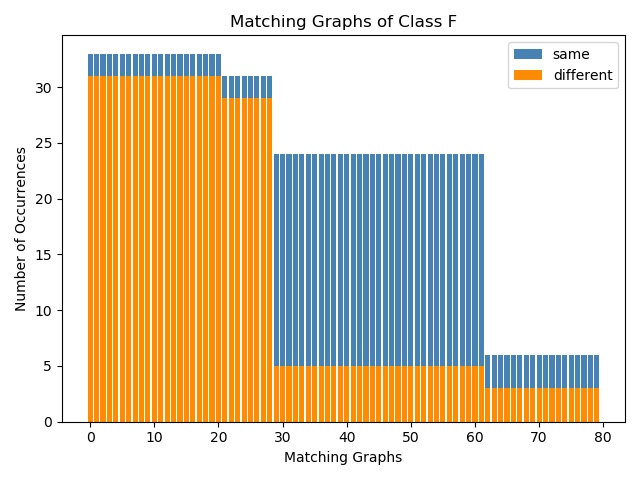 Matching Graphs of Class F
same
different
Number of Occurrences
30
25
20
15
10
5
0
0 10 20 30 40 50 60 70 80
Matching Graphs